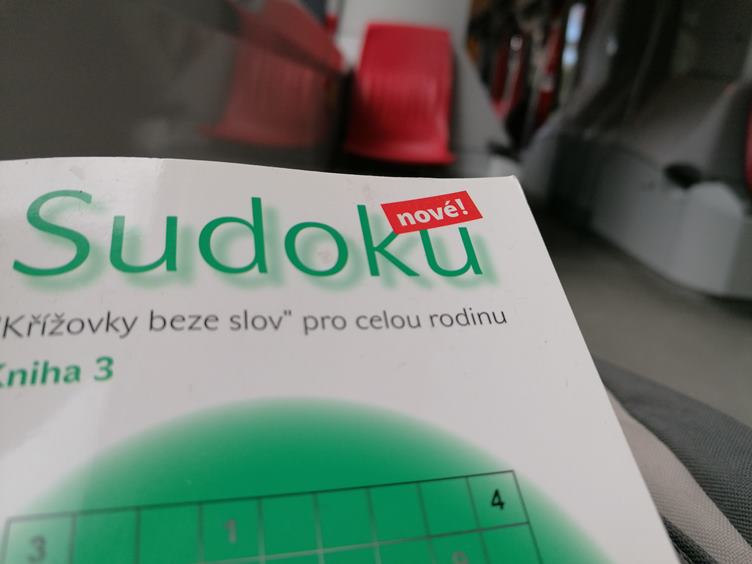 Sudoku
nové!
"Křížovky beze slov" pro celou rodinu
Kniha 3
4
3 1